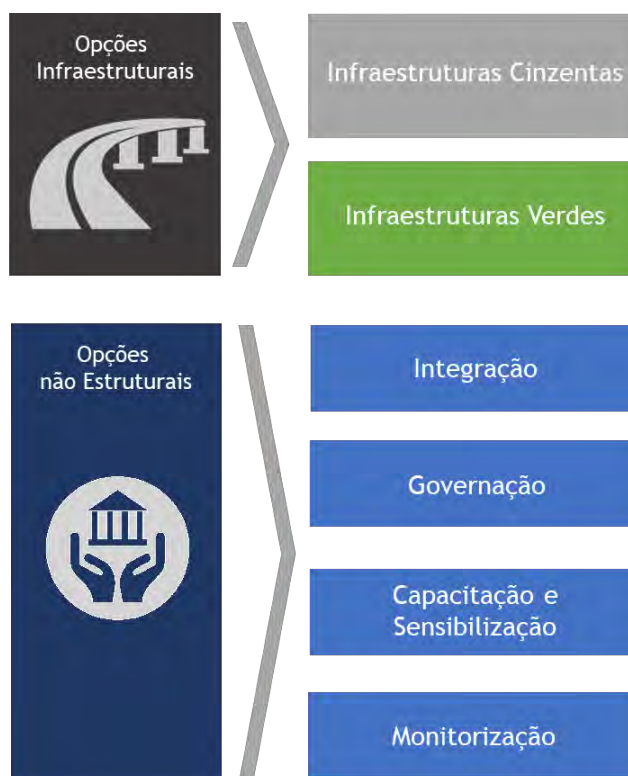 Opções
Infraestruturais
Infraestruturas Cinzentas
Infraestruturas Verdes
Opções
não Estruturais
Integração
Governação
Capacitação e
Sensibilização
Monitorização